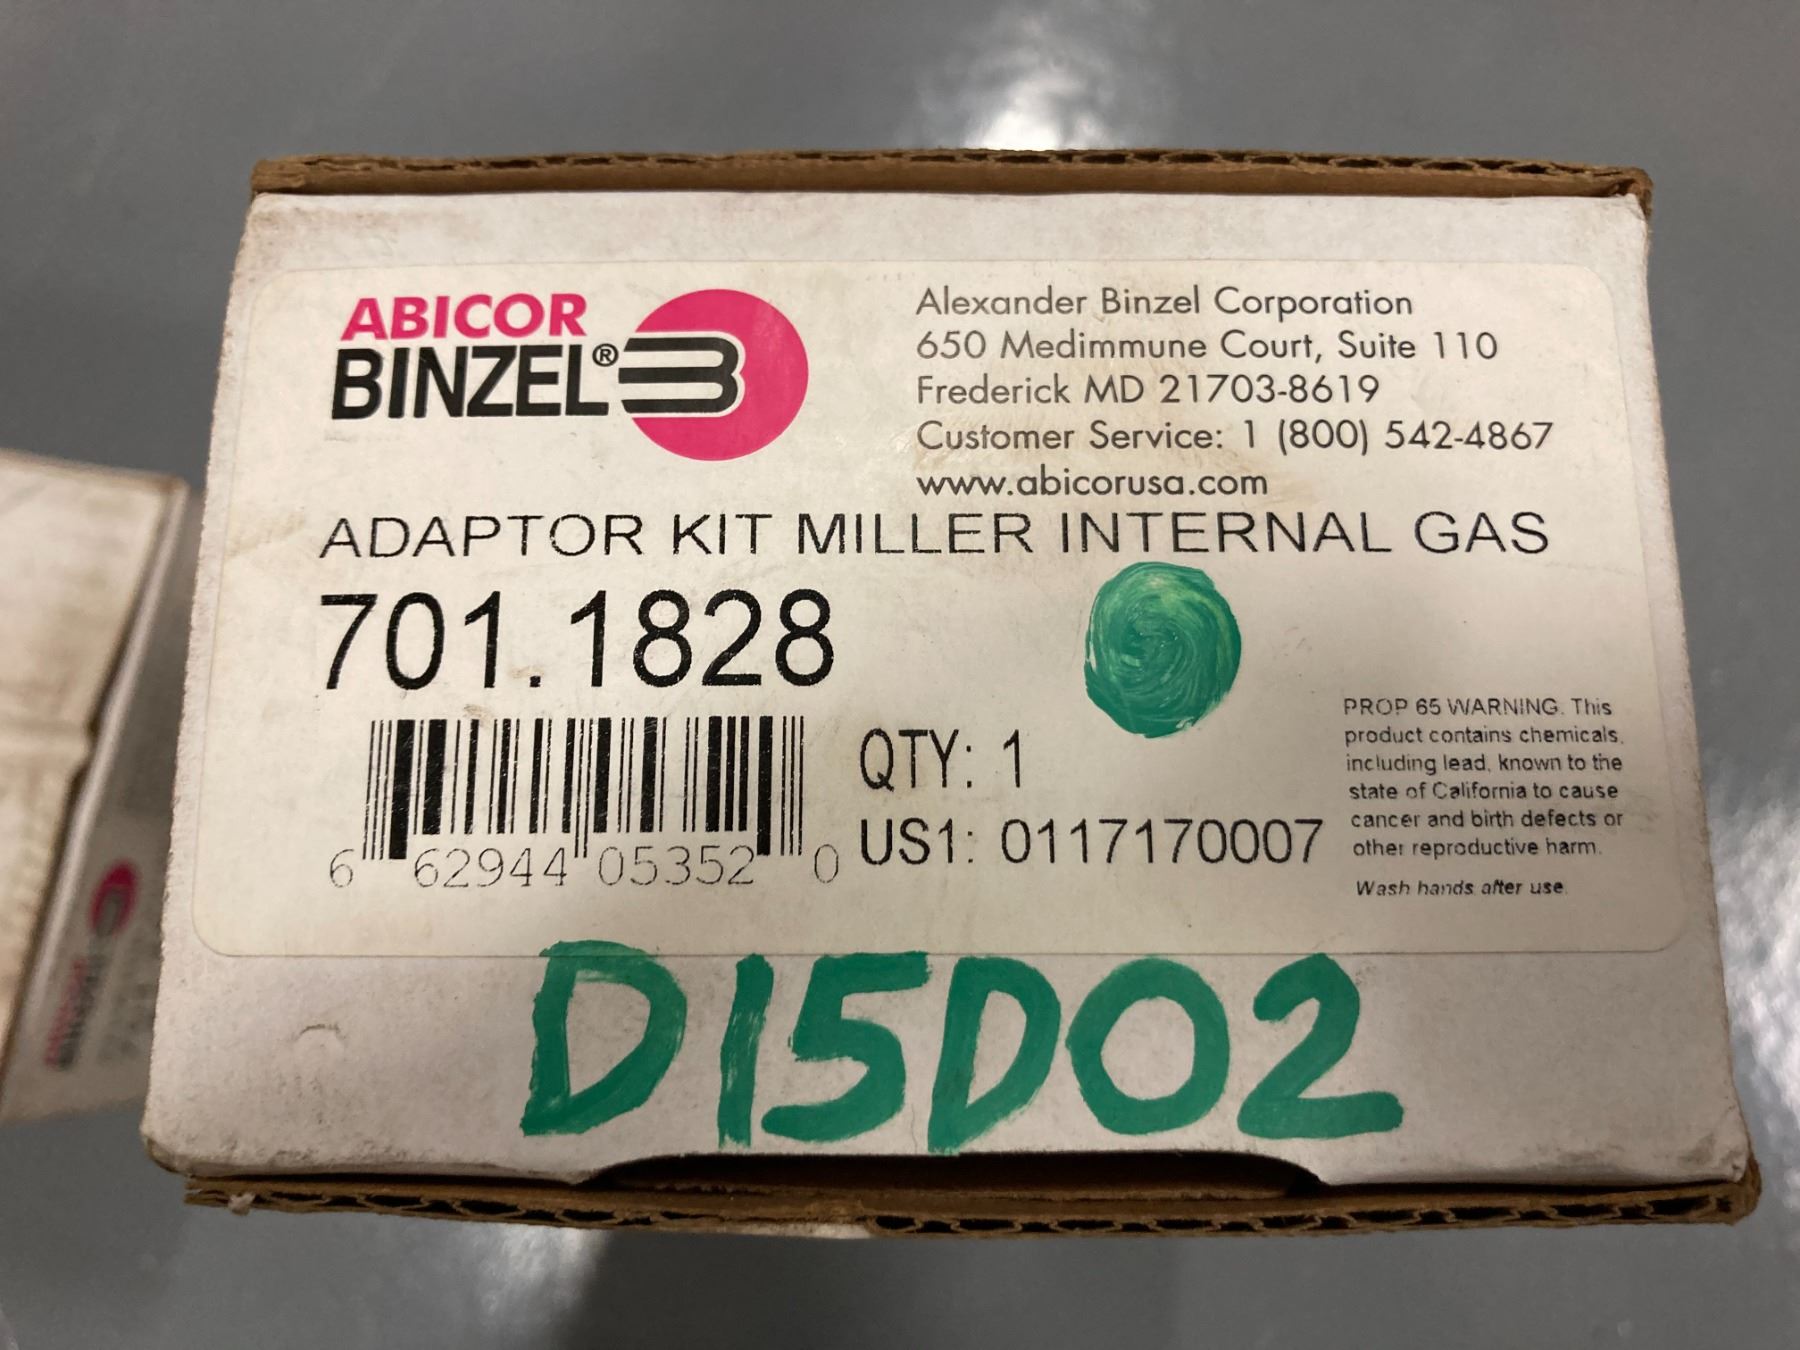 ABICOR
BINZEL®
Alexander Binzel Corporation
650 Medimmune Court, Suite 110
Frederick MD 21703-8619
Customer Service: 1 (800) 542-4867
www.abicorusa.com
ADAPTOR KIT MILLER INTERNAL GAS
701.1828
6 62944 05352 0
QTY: 1
US1: 0117170007
PROP 65 WARNING. This
product contains chemicals,
including lead, known to the
state of California to cause
cancer and birth defects or
other reproductive harm.
Wash hands after use.
D15D02